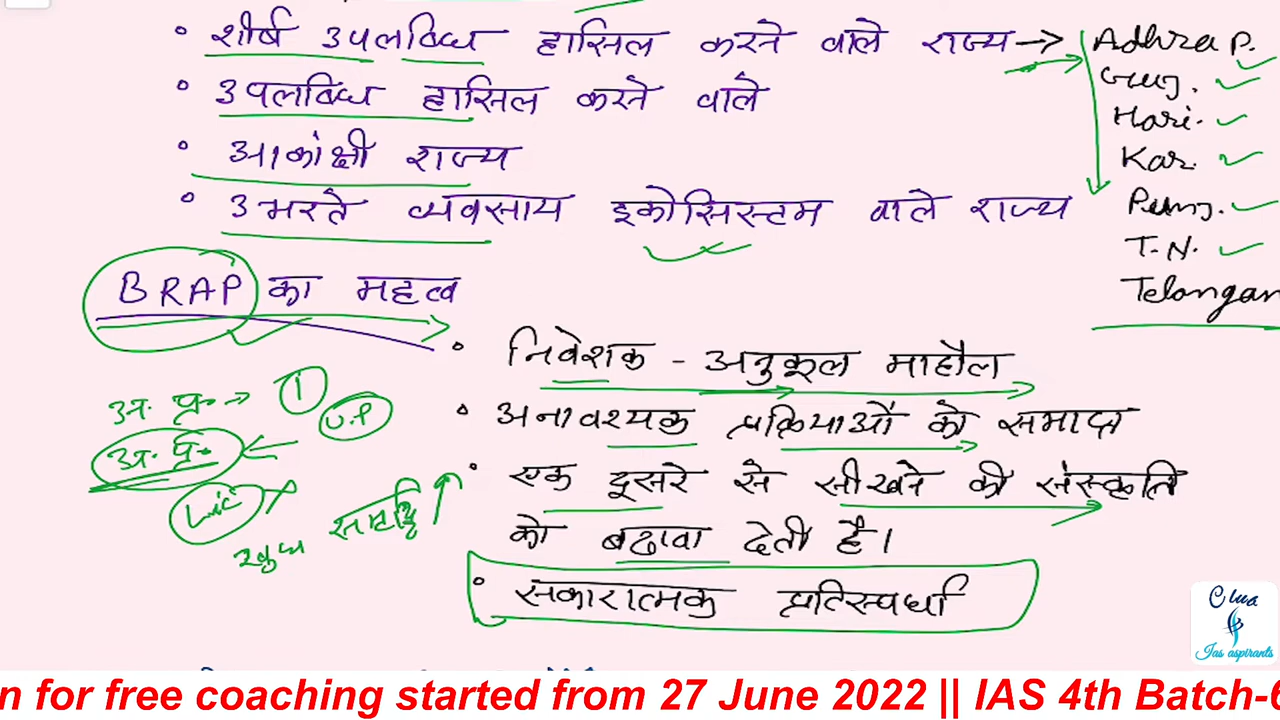 • शीर्ष उपलब्धि हासिल करने वाले राज्य → Adhra P.
Guj.
• उपलब्धि हासिल करने वाले
Hari.
• आकांक्षी राज्य
Kar.
• उभरते व्यवसाय इकोसिस्टम वाले राज्य
Punj.
T.N.
Telangan
BRAP का महत्व
• निवेशक - अनुकूल माहौल
• अनावश्यक प्रक्रियाओं को समाप्त
• एक दूसरे से सीखने की संस्कृति
को बढावा देती है।
• सकारात्मक प्रतिस्पर्धा
उ. प्र. → 1
U.P
उ. प्र.
Lic
Clua
Ias aspirants
n for free coaching started from 27 June 2022 || IAS 4th Batch-6